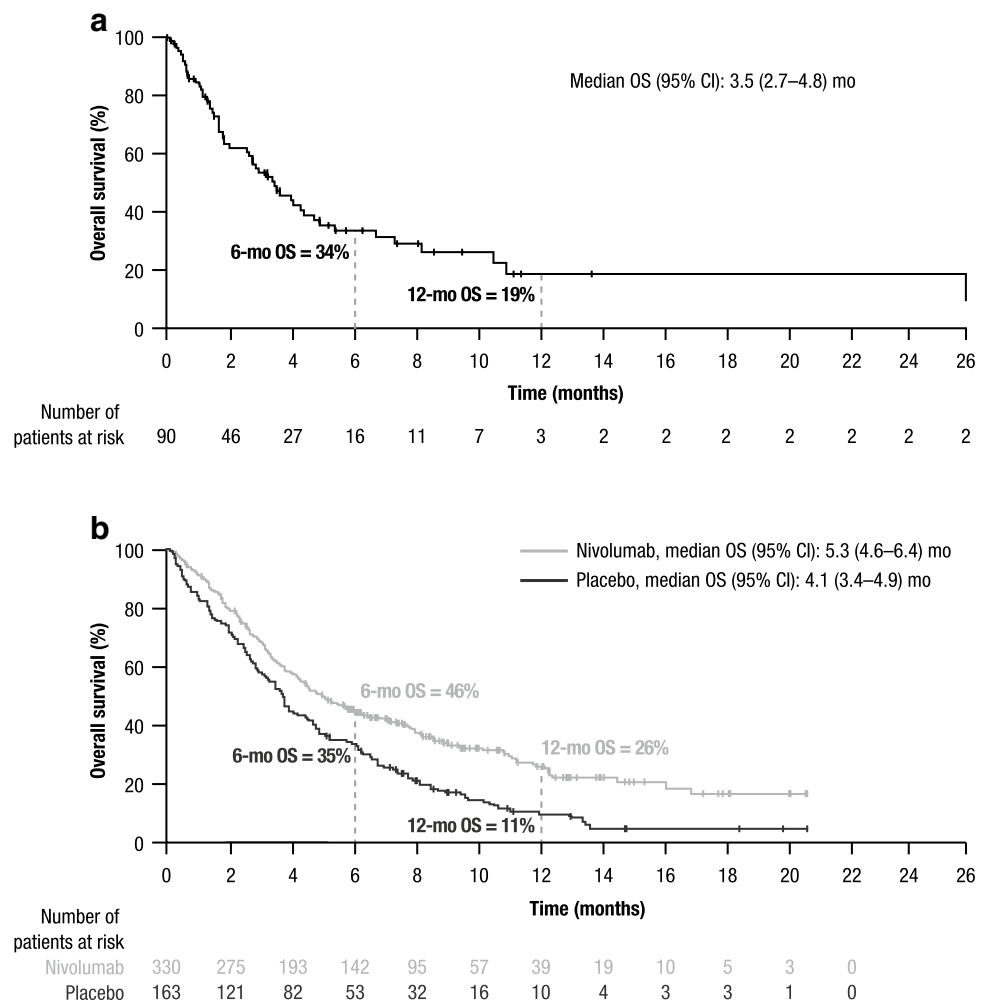 a
Median OS (95% CI): 3.5 (2.7–4.8) mo
Overall survival (%)
100
80
60
40
20
0
6-mo OS = 34%
12-mo OS = 19%
0 2 4 6 8 10 12 14 16 18 20 22 24 26
Time (months)
Number of
patients at risk 90 46 27 16 11 7 3 2 2 2 2 2 2 2
b
Nivolumab, median OS (95% CI): 5.3 (4.6–6.4) mo
Placebo, median OS (95% CI): 4.1 (3.4–4.9) mo
Overall survival (%)
100
80
60
40
20
0
6-mo OS = 46%
12-mo OS = 26%
6-mo OS = 35%
12-mo OS = 11%
0 2 4 6 8 10 12 14 16 18 20 22 24 26
Time (months)
Number of
patients at risk
Nivolumab 330 275 193 142 95 57 39 19 10 5 3 0
Placebo 163 121 82 53 32 16 10 4 3 3 1 0